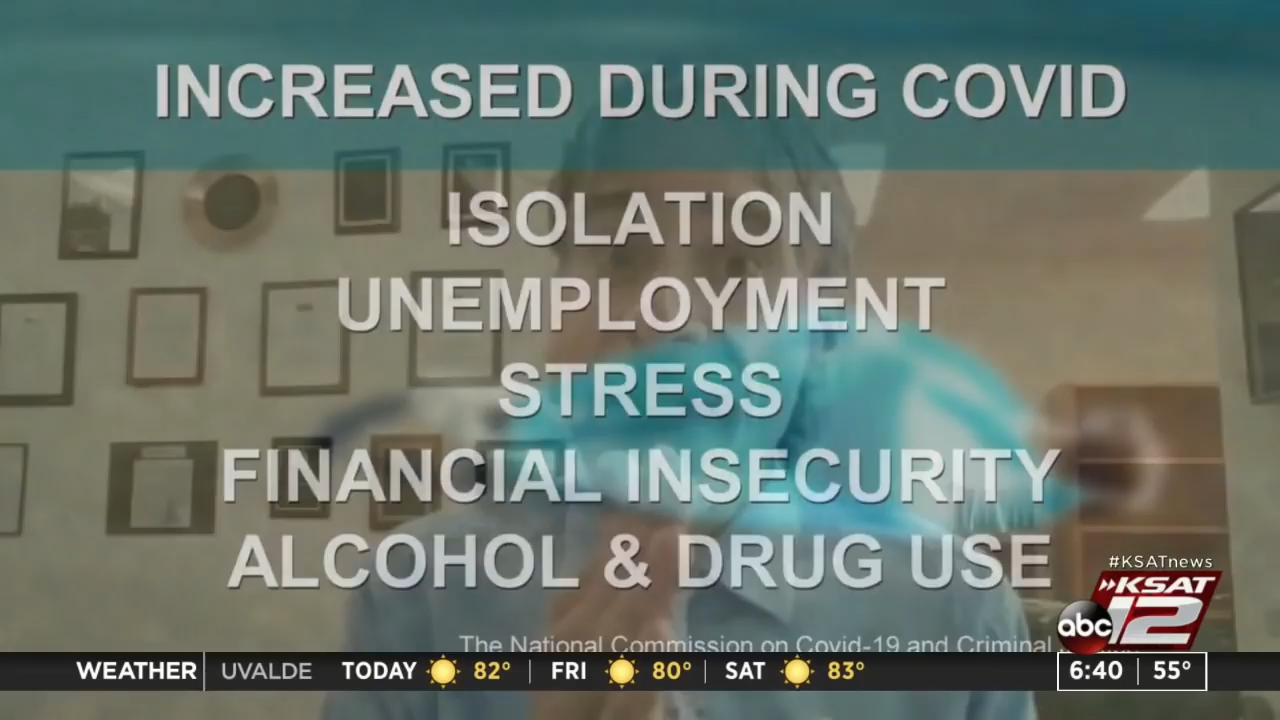 INCREASED DURING COVID
ISOLATION
UNEMPLOYMENT
STRESS
FINANCIAL INSECURITY
ALCOHOL & DRUG USE
#KSATnews
KSAT
abc 12
The National Commission on Covid-19 and Criminal
WEATHER UVALDE TODAY 82° FRI 80° SAT 83° 6:40 55°